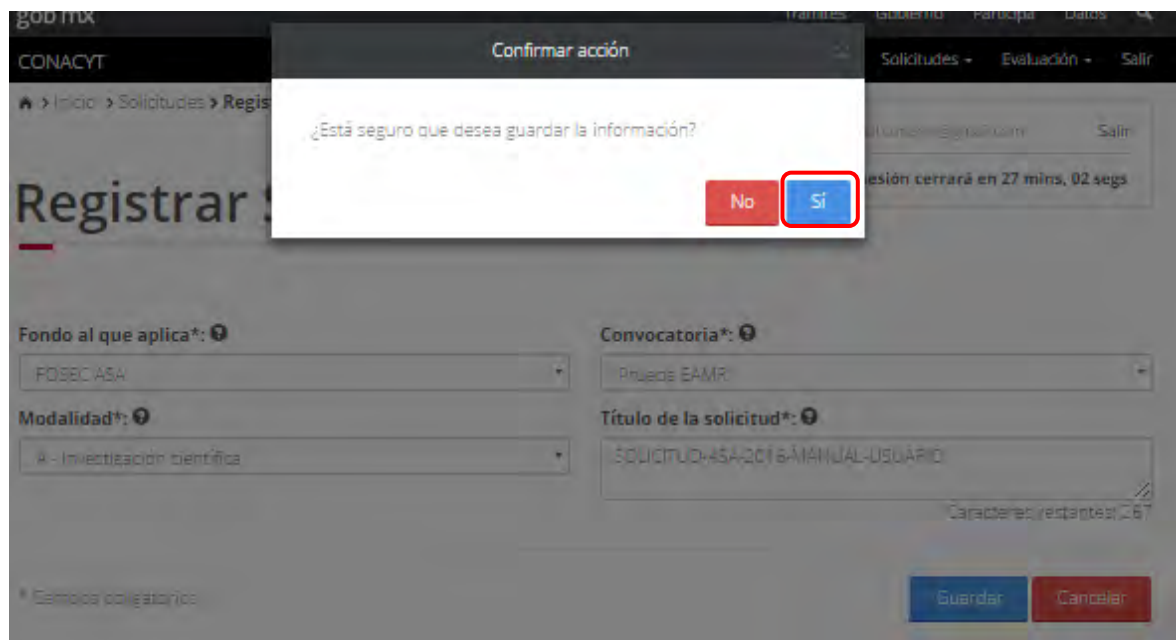 gob mx
Trámites Gobierno Participa Datos
Confirmar acción
CONACYT
Solicitudes Evaluación Salir
> Inicio > Solicitudes > Regis
¿Está seguro que desea guardar la información?
Salir
esión cerrará en 27 mins, 02 segs
No Sí
Registrar
Fondo al que aplica*: Convocatoria*:
FOSEC ASA Prueba EAMR
Modalidad*: Título de la solicitud*:
A - Investigación científica SOLICITUD-ASA-2016-MANUAL-USUARIO
Caracteres restantes: 267
* Campos obligatorios
Guardar Cancelar